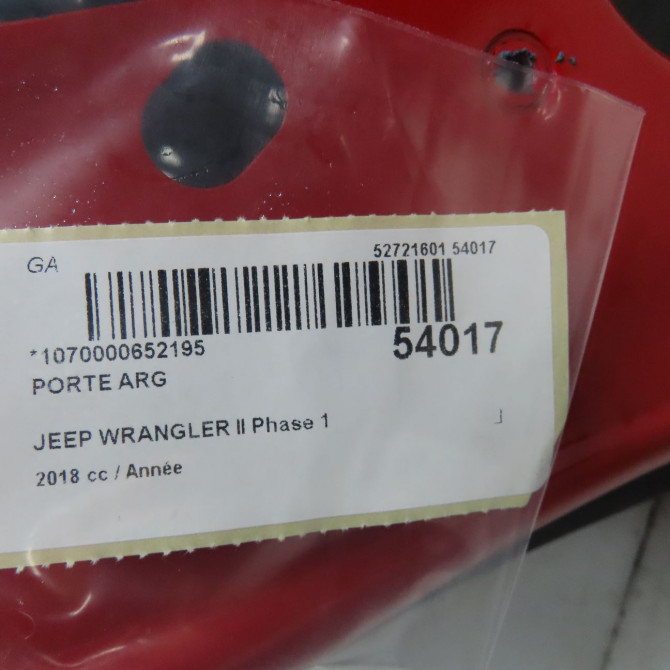 GA
52721601 54017
*1070000652195
54017
PORTE ARG
JEEP WRANGLER II Phase 1
2018 cc / Année